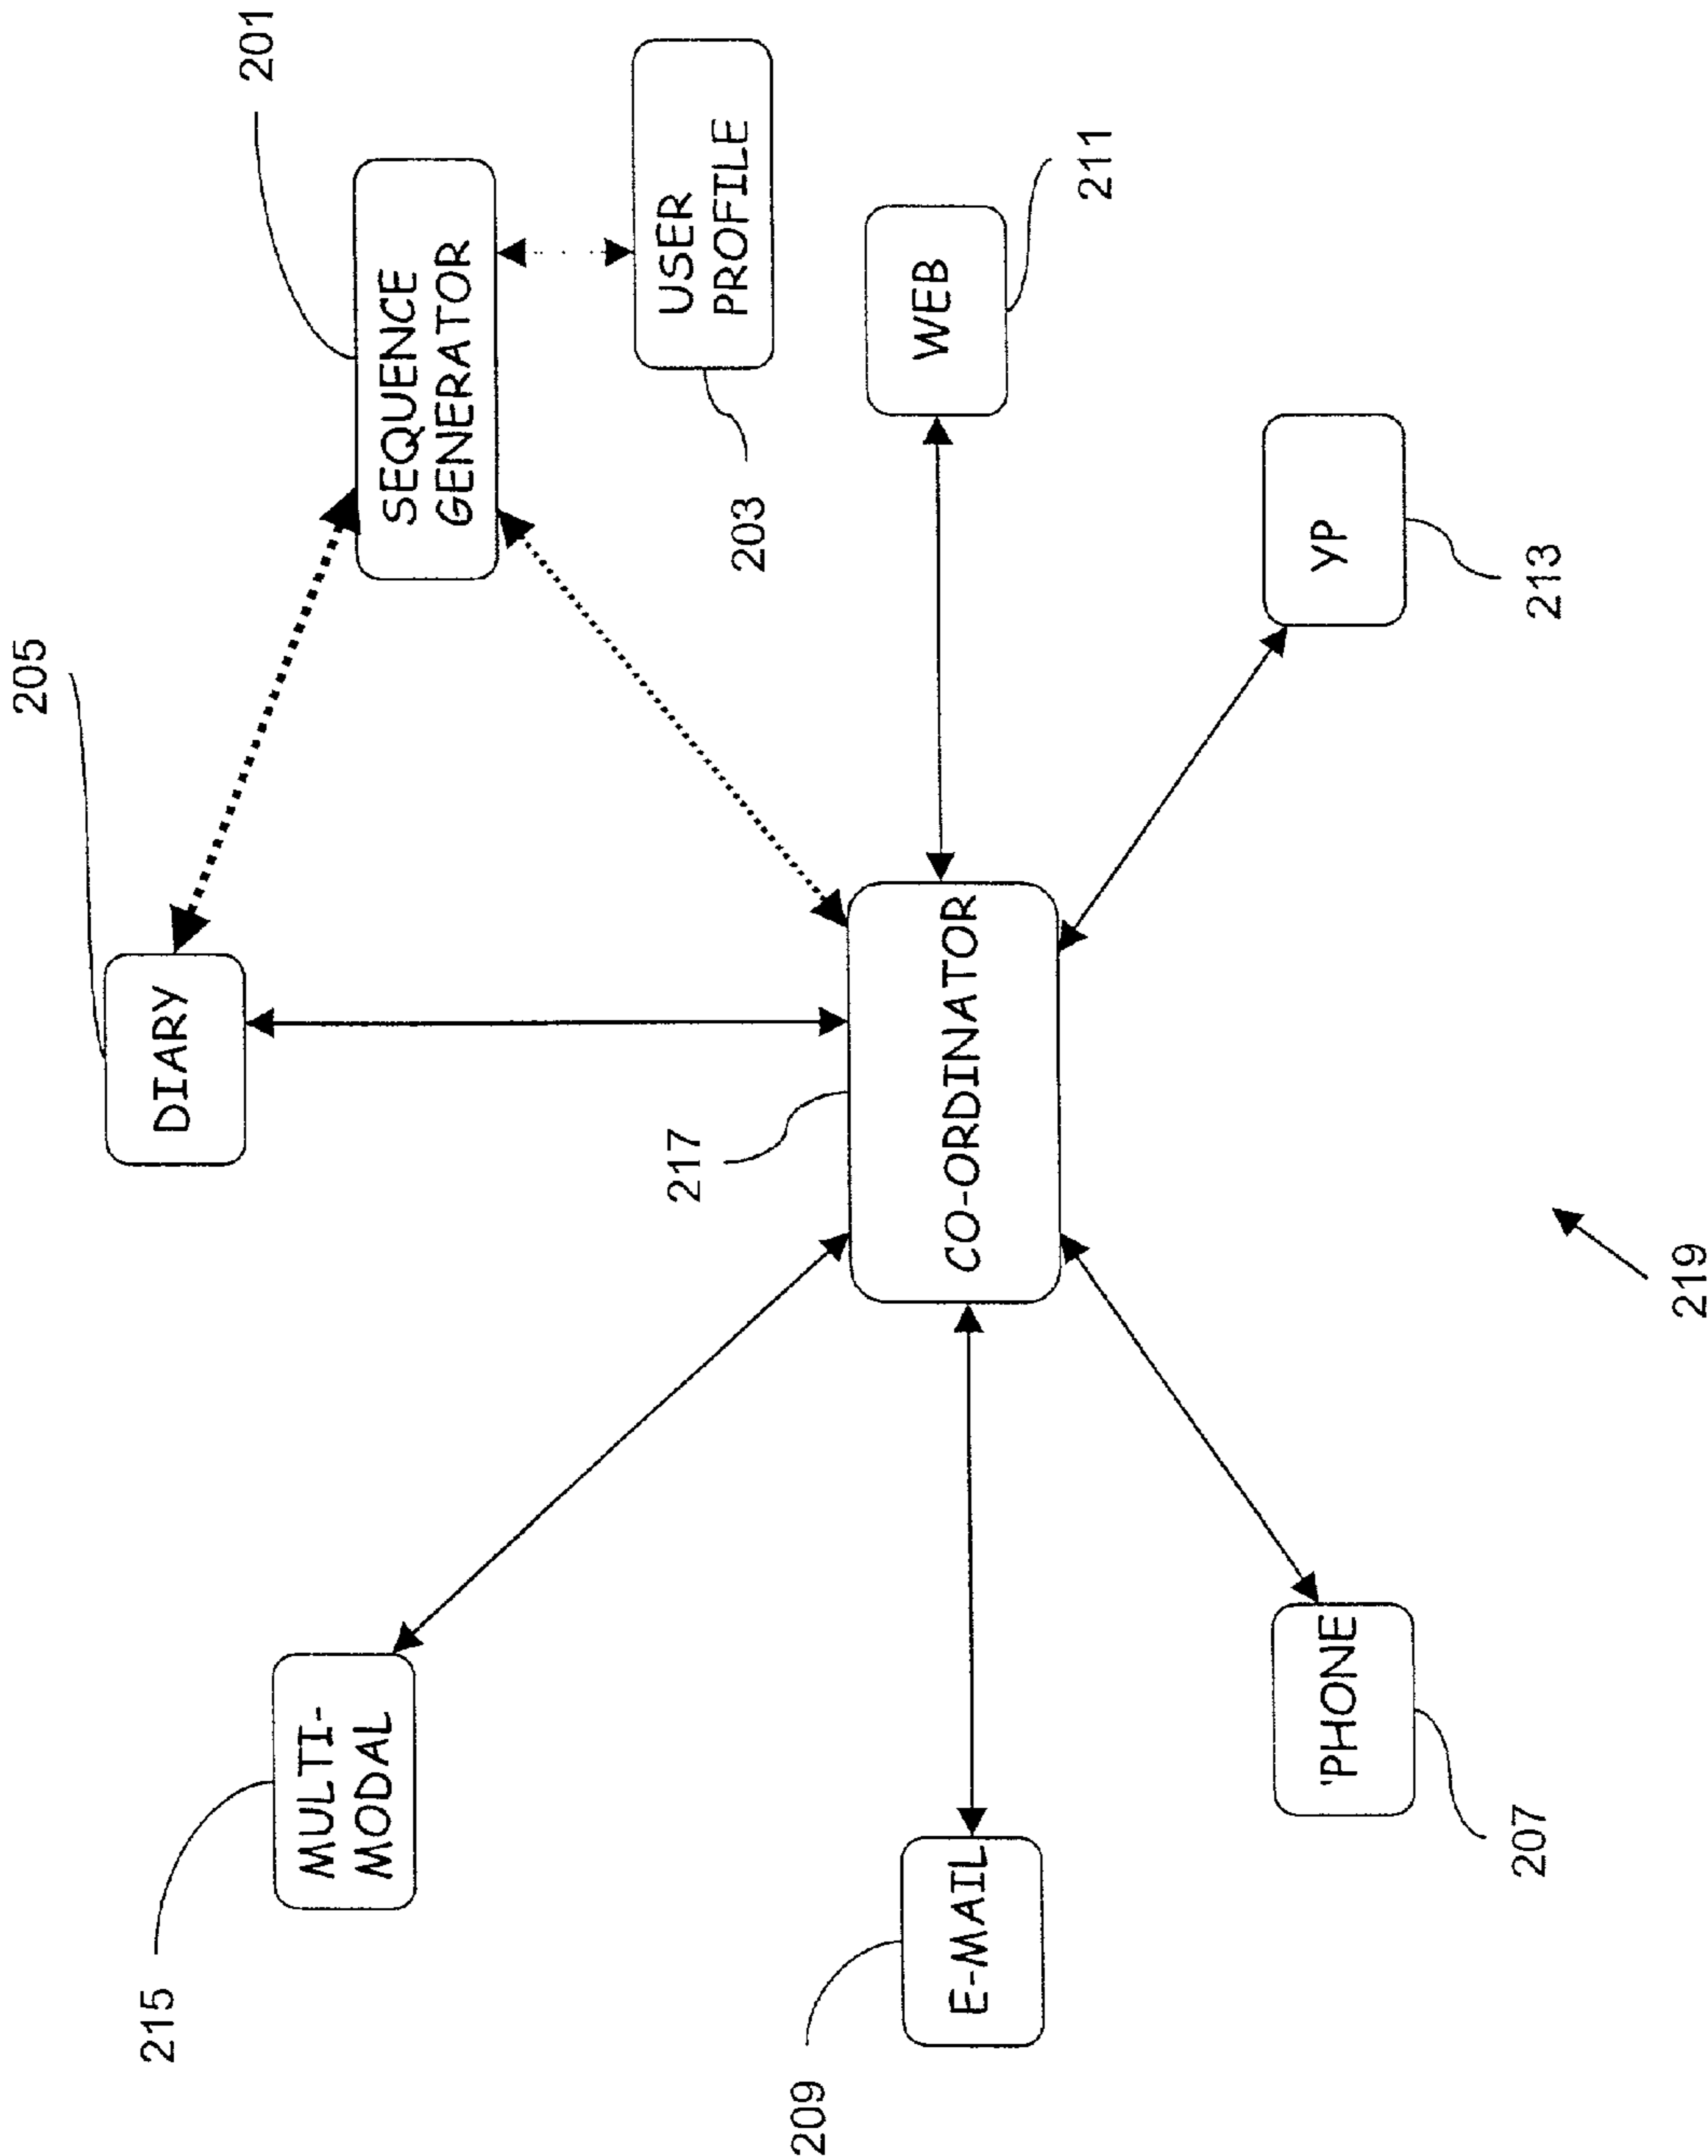 205
215
DIARY
201
MULTI-
MODAL
SEQUENCE
GENERATOR
217
USER
PROFILE
203
209
E-MAIL
CO-ORDINATOR
WEB
211
'PHONE
YP
207
213
219